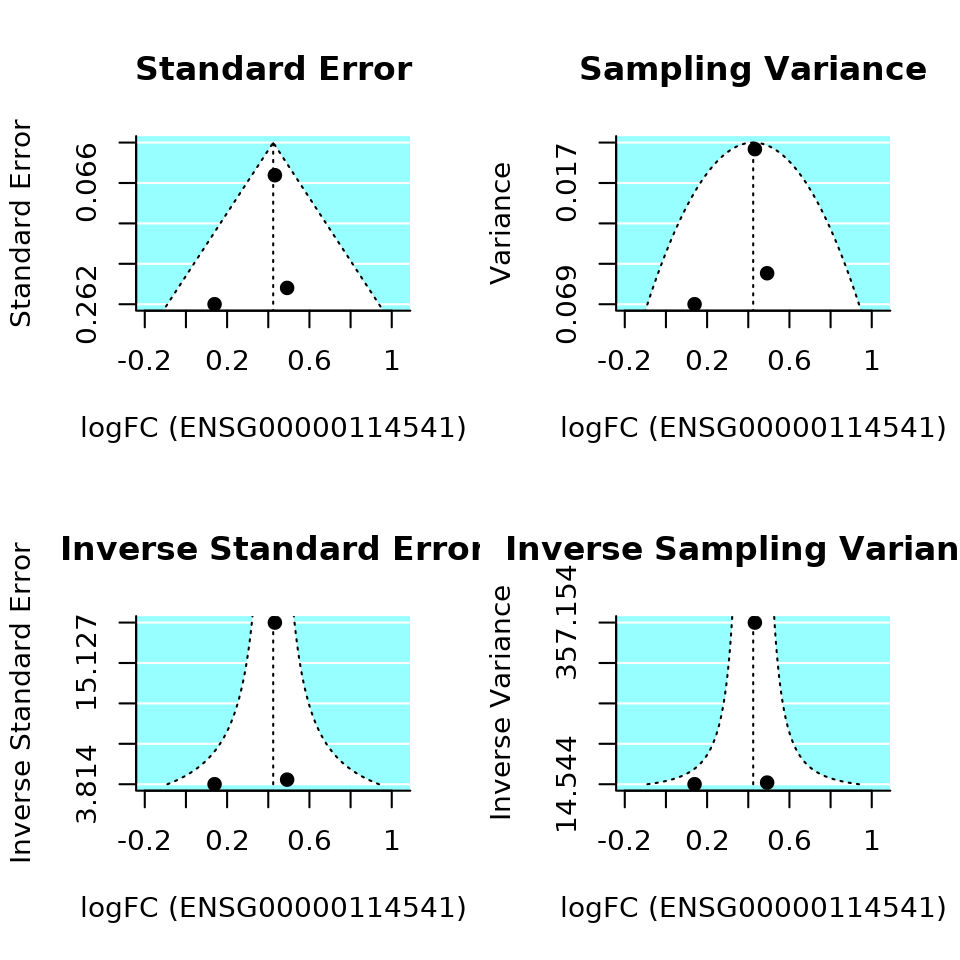 Standard Error
Standard Error
0.066
0.262
-0.2 0.2 0.6 1
logFC (ENSG00000114541)
Sampling Variance
Variance
0.017
0.069
-0.2 0.2 0.6 1
logFC (ENSG00000114541)
Inverse Standard Error
Inverse Standard Error
15.127
3.814
-0.2 0.2 0.6 1
logFC (ENSG00000114541)
Inverse Sampling Varian
Inverse Variance
357.154
14.544
-0.2 0.2 0.6 1
logFC (ENSG00000114541)